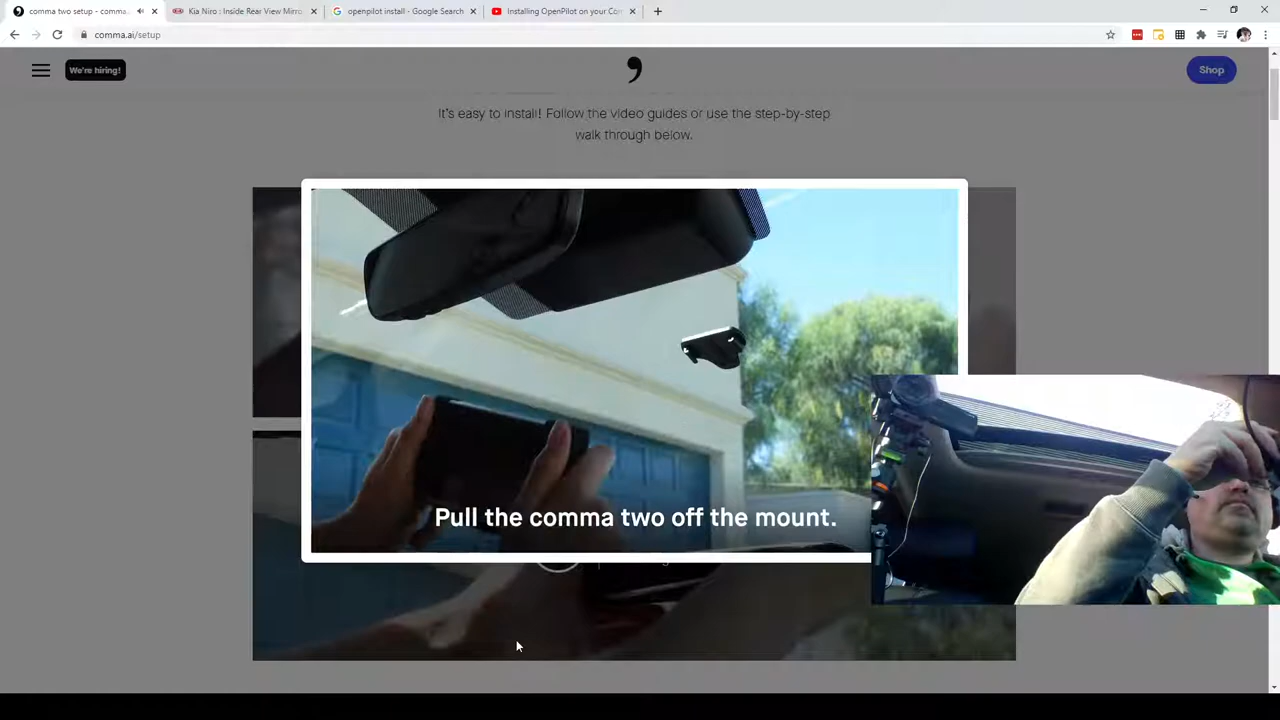 comma two setup - comma.
Kia Niro : Inside Rear View Mirro
openpilot install - Google Search
Installing OpenPilot on your Com
comma.ai/setup
We're hiring!
Shop
It's easy to install! Follow the video guides or use the step-by-step
walk through below.
Pull the comma two off the mount.